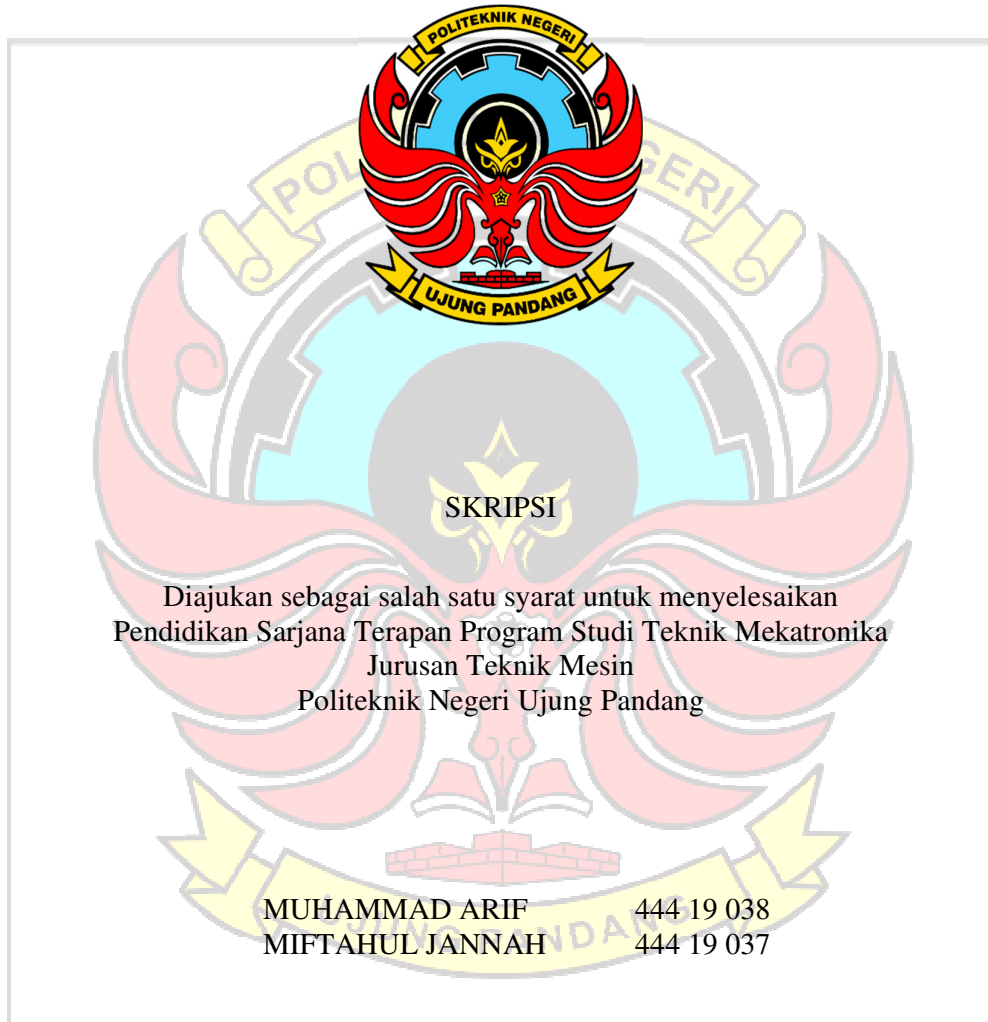 POLITEKNIK NEGERI
UJUNG PANDANG
SKRIPSI
Diajukan sebagai salah satu syarat untuk menyelesaikan
Pendidikan Sarjana Terapan Program Studi Teknik Mekatronika
Jurusan Teknik Mesin
Politeknik Negeri Ujung Pandang
MUHAMMAD ARIF 444 19 038
MIFTAHUL JANNAH 444 19 037